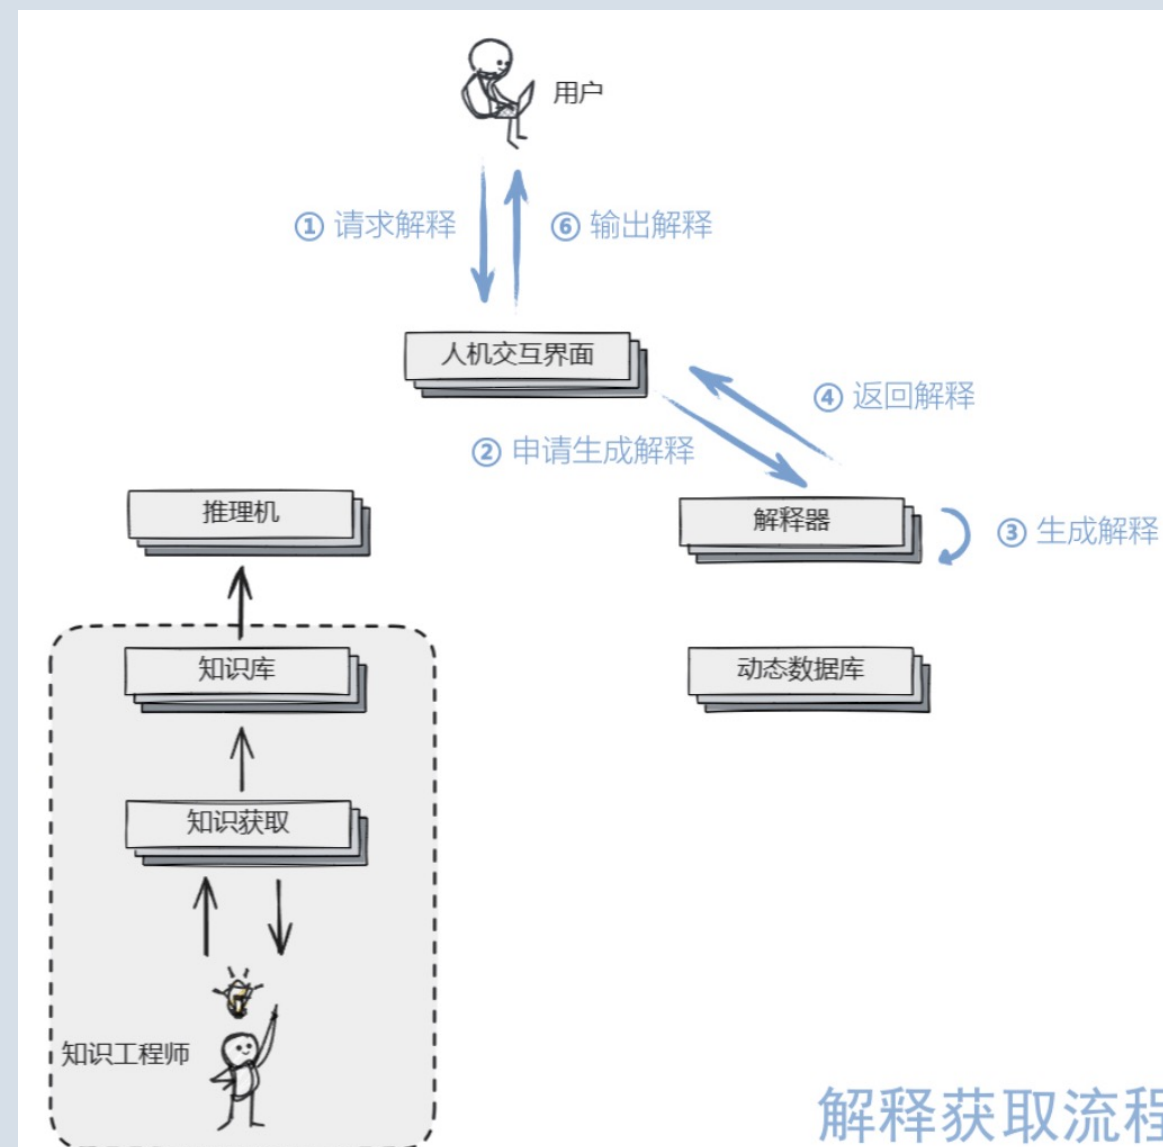 用户
① 请求解释
⑥ 输出解释
人机交互界面
④ 返回解释
② 申请生成解释
推理机
解释器
③ 生成解释
知识库
动态数据库
知识获取
知识工程师
解释获取流程